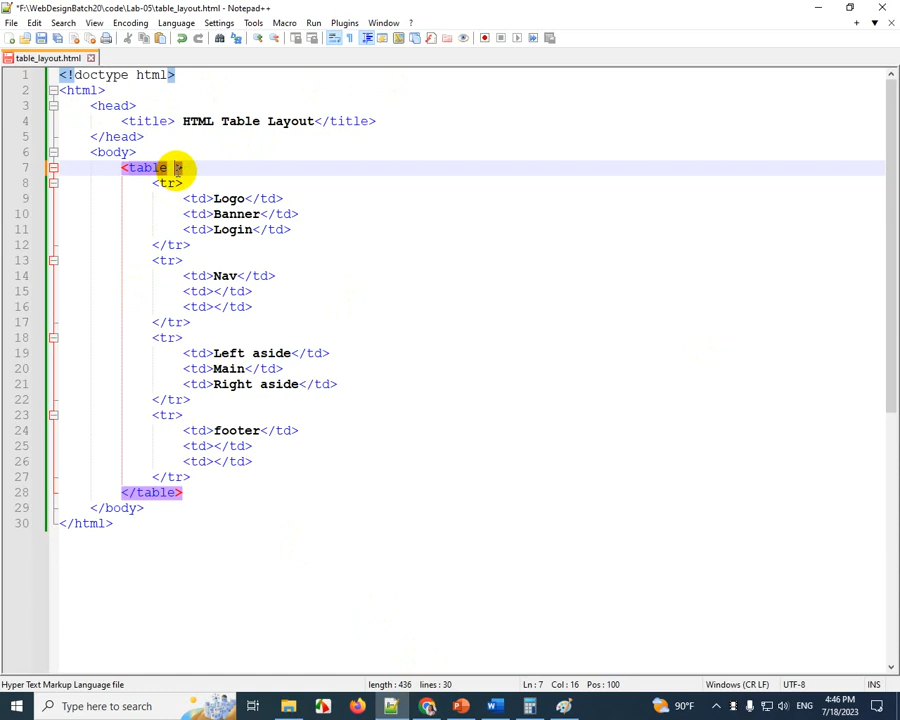 *F:\WebDesignBatch20\code\Lab-05\table_layout.html - Notepad++
File Edit Search View Encoding Language Settings Tools Macro Run Plugins Window ?
table_layout.html
1 <!doctype html>
2 <html>
3 <head>
4 <title> HTML Table Layout</title>
5 </head>
6 <body>
7 <table >
8 <tr>
9 <td>Logo</td>
10 <td>Banner</td>
11 <td>Login</td>
12 </tr>
13 <tr>
14 <td>Nav</td>
15 <td></td>
16 <td></td>
17 </tr>
18 <tr>
19 <td>Left aside</td>
20 <td>Main</td>
21 <td>Right aside</td>
22 </tr>
23 <tr>
24 <td>footer</td>
25 <td></td>
26 <td></td>
27 </tr>
28 </table>
29 </body>
30 </html>
Hyper Text Markup Language file length : 436 lines : 30 Ln : 7 Col : 16 Pos : 100 Windows (CR LF) UTF-8 INS
Type here to search 90°F 4:46 PM
7/18/2023